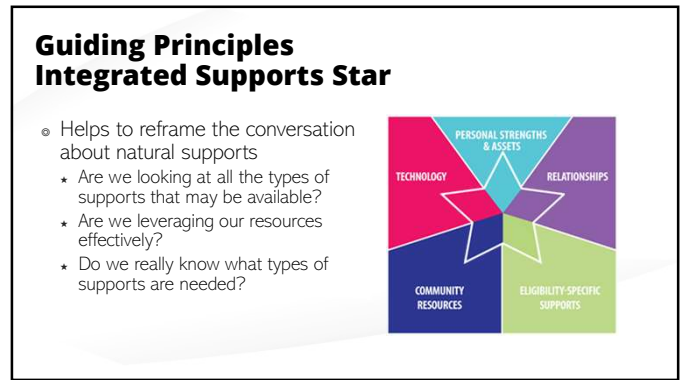 Guiding Principles
Integrated Supports Star
Helps to reframe the conversation
about natural supports
Are we looking at all the types of
supports that may be available?
Are we leveraging our resources
effectively?
Do we really know what types of
supports are needed?
PERSONAL STRENGTHS
& ASSETS
TECHNOLOGY
RELATIONSHIPS
COMMUNITY
RESOURCES
ELIGIBILITY-SPECIFIC
SUPPORTS